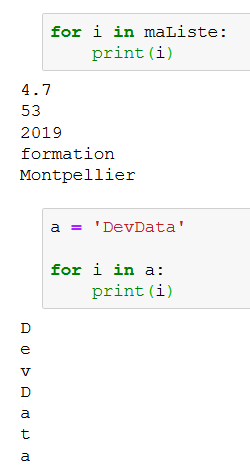 for i in maListe:
    print(i)
4.7
53
2019
formation
Montpellier
a = 'DevData'
for i in a:
    print(i)
D
e
v
D
a
t
a